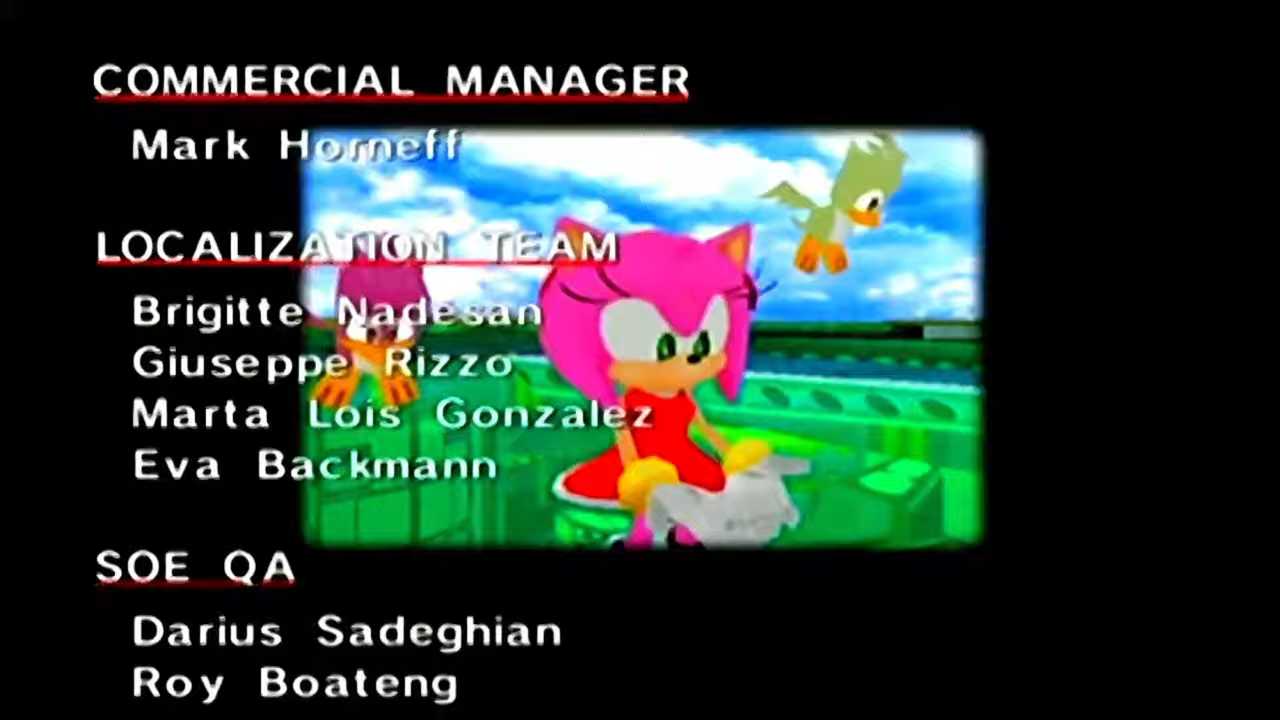 COMMERCIAL MANAGER
Mark Horneff
LOCALIZATION TEAM
Brigitte Nadesan
Giuseppe Rizzo
Marta Lois Gonzalez
Eva Backmann
SOE QA
Darius Sadeghian
Roy Boateng